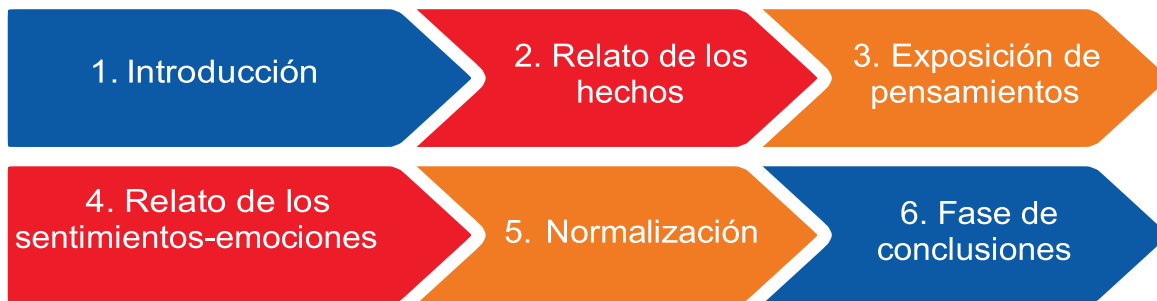 1. Introducción
2. Relato de los
hechos
3. Exposición de
pensamientos
4. Relato de los
sentimientos-emociones
5. Normalización
6. Fase de
conclusiones